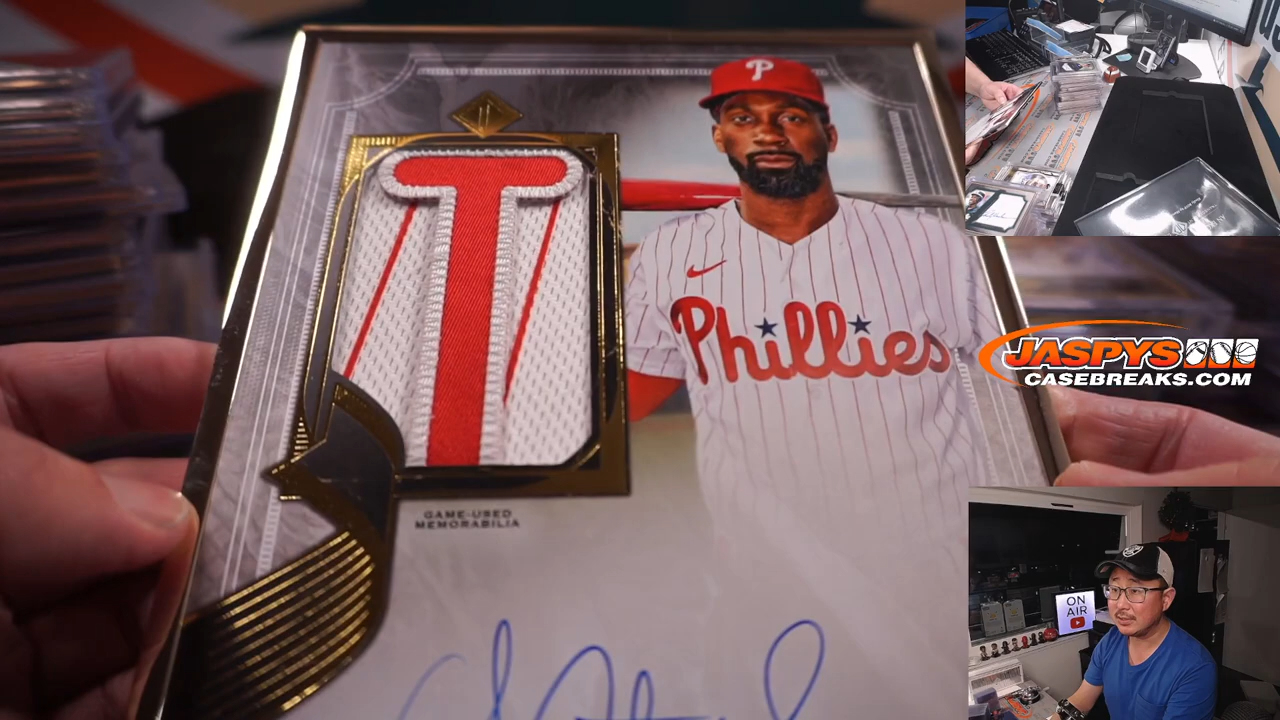 P
T
Phillies
GAME-USED
MEMORABILIA
JASPYS
CASEBREAKS.COM
ON
AIR